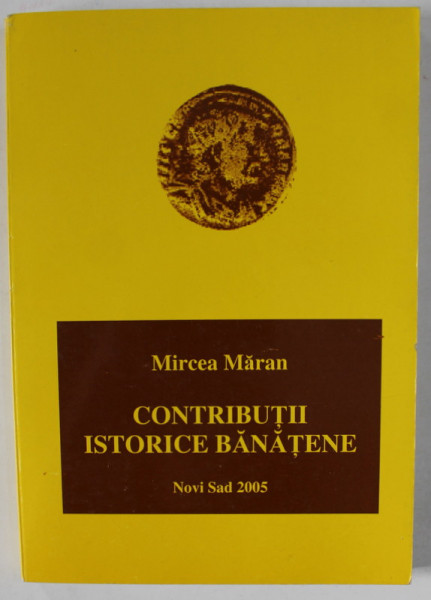 Mircea Măran
CONTRIBUȚII
ISTORICE BĂNĂȚENE
Novi Sad 2005